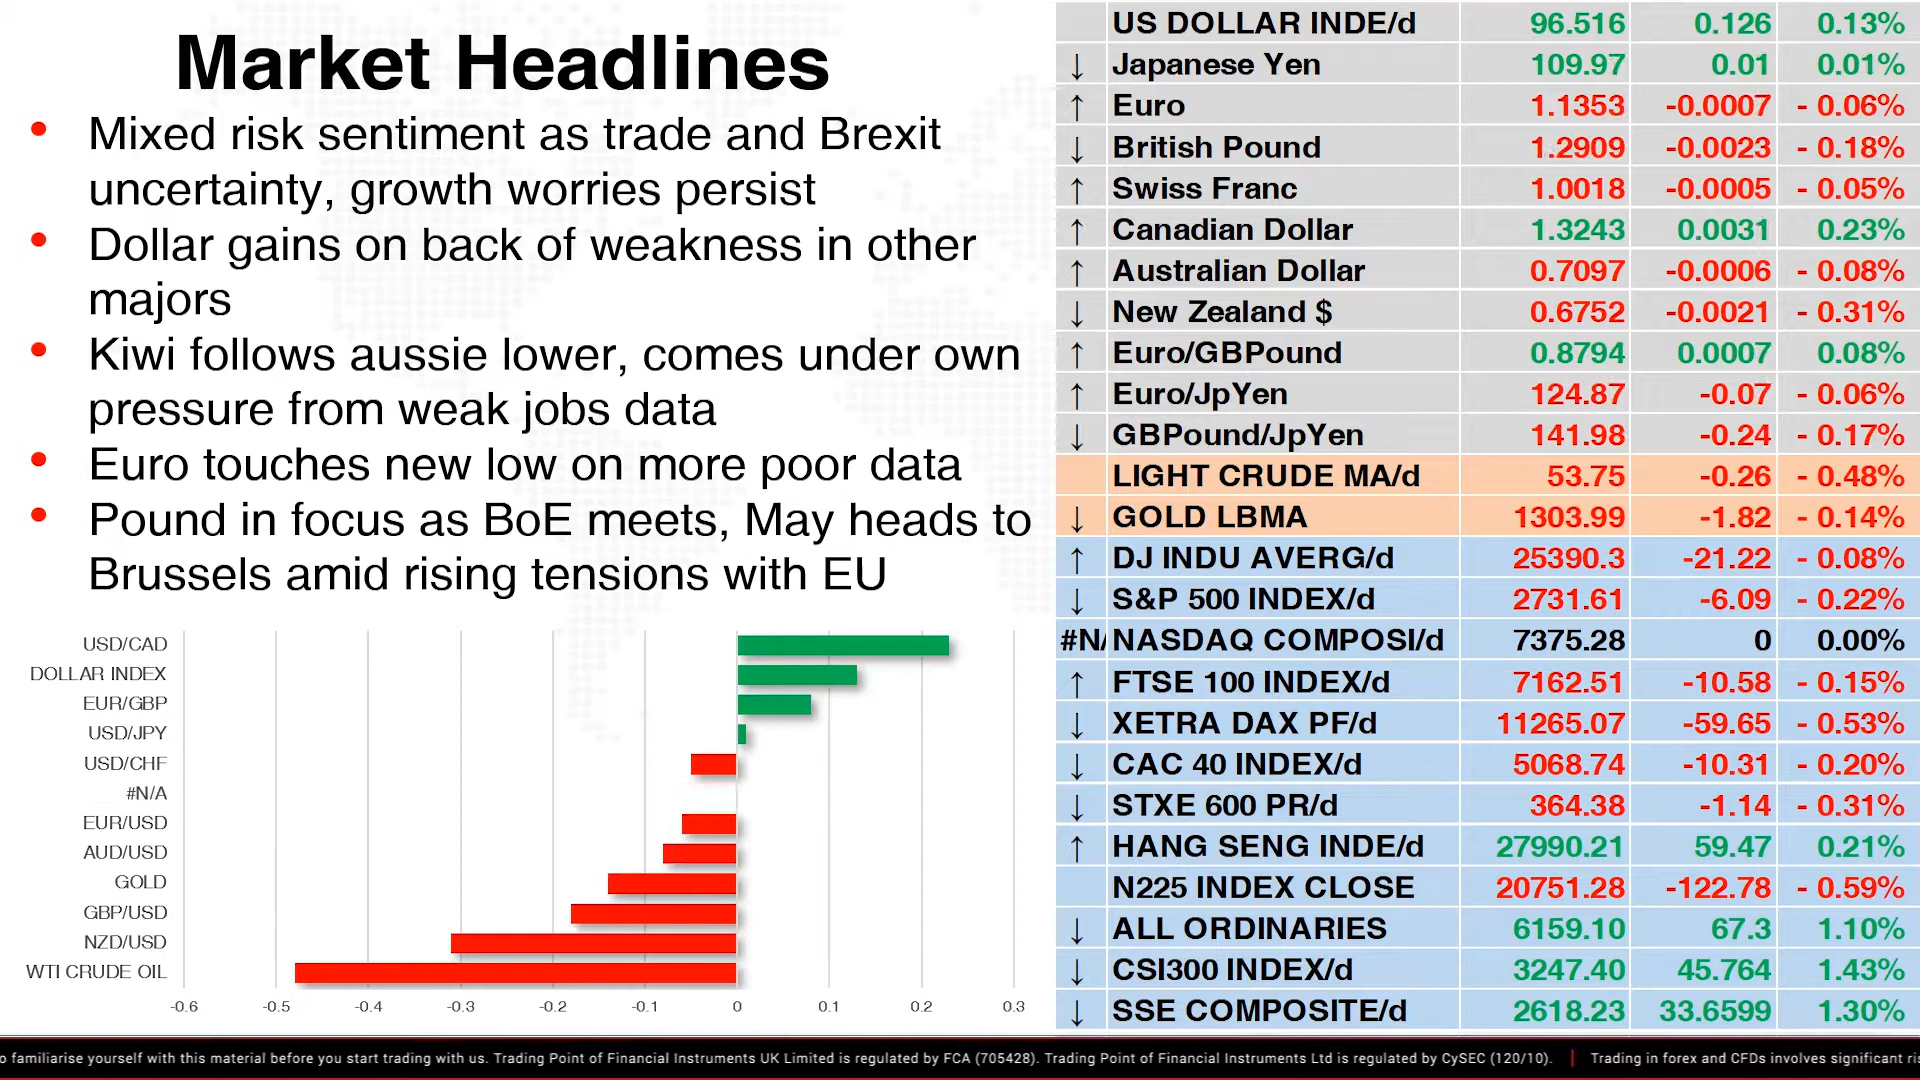 Market Headlines
• Mixed risk sentiment as trade and Brexit
uncertainty, growth worries persist
• Dollar gains on back of weakness in other
majors
• Kiwi follows aussie lower, comes under own
pressure from weak jobs data
• Euro touches new low on more poor data
• Pound in focus as BoE meets, May heads to
Brussels amid rising tensions with EU
USD/CAD
DOLLAR INDEX
EUR/GBP
USD/JPY
USD/CHF
#N/A
EUR/USD
AUD/USD
GOLD
GBP/USD
NZD/USD
WTI CRUDE OIL
-0.6 -0.5 -0.4 -0.3 -0.2 -0.1 0 0.1 0.2 0.3
US DOLLAR INDE/d 96.516 0.126 0.13%
↓ Japanese Yen 109.97 0.01 0.01%
↑ Euro 1.1353 -0.0007 - 0.06%
↓ British Pound 1.2909 -0.0023 - 0.18%
↑ Swiss Franc 1.0018 -0.0005 - 0.05%
↑ Canadian Dollar 1.3243 0.0031 0.23%
↑ Australian Dollar 0.7097 -0.0006 - 0.08%
↓ New Zealand $ 0.6752 -0.0021 - 0.31%
↑ Euro/GBPound 0.8794 0.0007 0.08%
↑ Euro/JpYen 124.87 -0.07 - 0.06%
↓ GBPound/JpYen 141.98 -0.24 - 0.17%
LIGHT CRUDE MA/d 53.75 -0.26 - 0.48%
↓ GOLD LBMA 1303.99 -1.82 - 0.14%
↑ DJ INDU AVERG/d 25390.3 -21.22 - 0.08%
↓ S&P 500 INDEX/d 2731.61 -6.09 - 0.22%
#N/ NASDAQ COMPOSI/d 7375.28 0 0.00%
↑ FTSE 100 INDEX/d 7162.51 -10.58 - 0.15%
↓ XETRA DAX PF/d 11265.07 -59.65 - 0.53%
↓ CAC 40 INDEX/d 5068.74 -10.31 - 0.20%
↓ STXE 600 PR/d 364.38 -1.14 - 0.31%
↑ HANG SENG INDE/d 27990.21 59.47 0.21%
N225 INDEX CLOSE 20751.28 -122.78 - 0.59%
↓ ALL ORDINARIES 6159.10 67.3 1.10%
↓ CSI300 INDEX/d 3247.40 45.764 1.43%
↓ SSE COMPOSITE/d 2618.23 33.6599 1.30%
o familiarise yourself with this material before you start trading with us. Trading Point of Financial Instruments UK Limited is regulated by FCA (705428). Trading Point of Financial Instruments Ltd is regulated by CySEC (120/10). | Trading in forex and CFDs involves significant ris